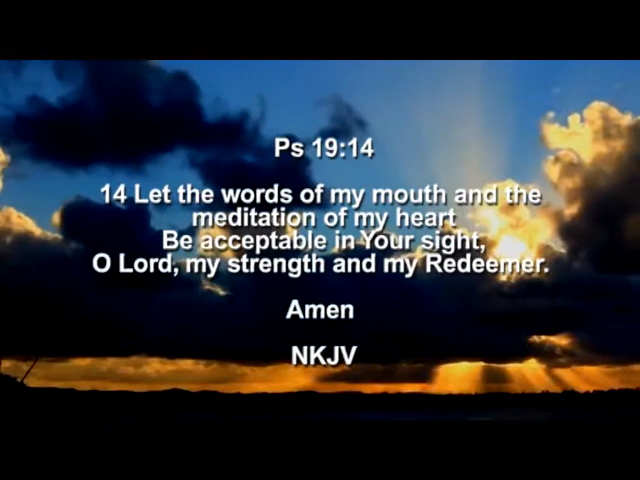 Ps 19:14
14 Let the words of my mouth and the
meditation of my heart
Be acceptable in Your sight,
O Lord, my strength and my Redeemer.
Amen
NKJV